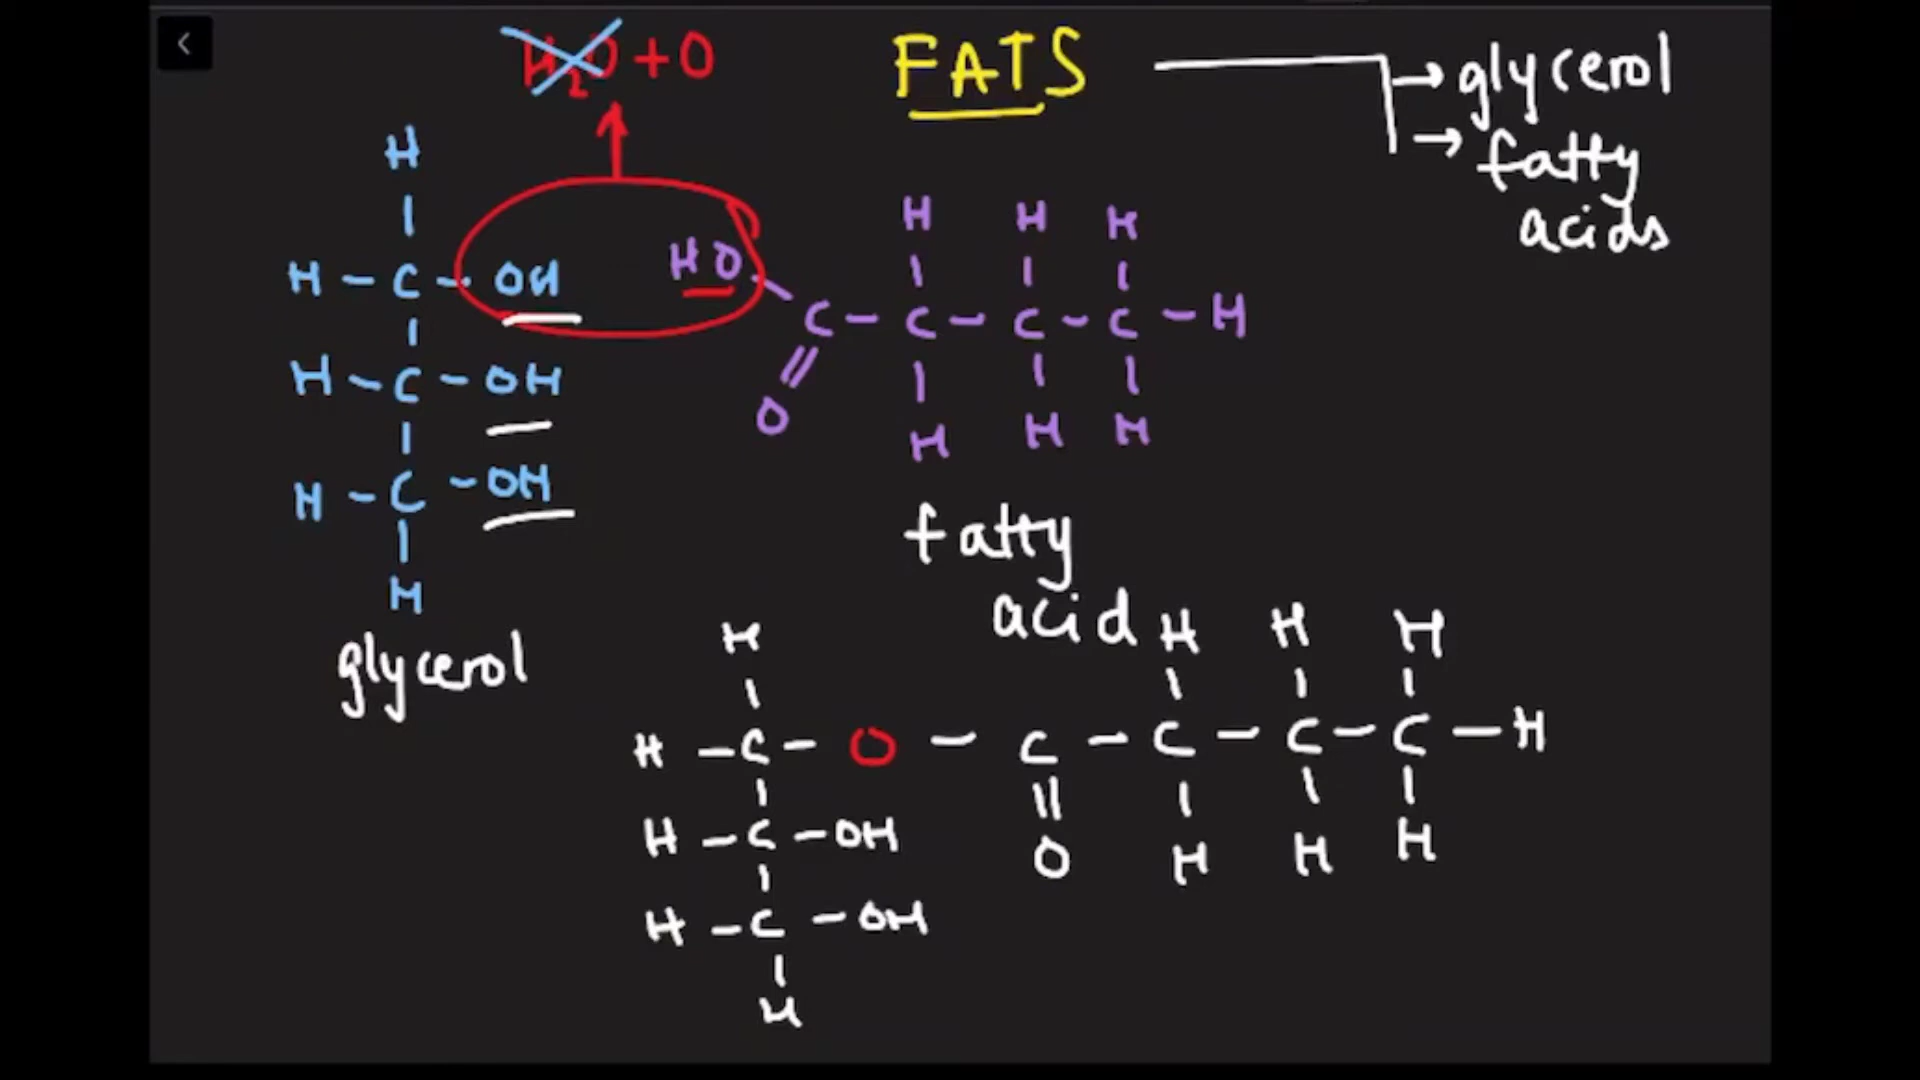 H₂O + O
FATS
→ glycerol
→ fatty
acids
H
H - C - OH
H - C - OH
H - C - OH
H
glycerol
H H H
HO
C - C - C - C - H
O
H H H
fatty
acid
H H H H
H - C - O - C - C - C - C - H
H - C - OH
O H H H
H - C - OH
H